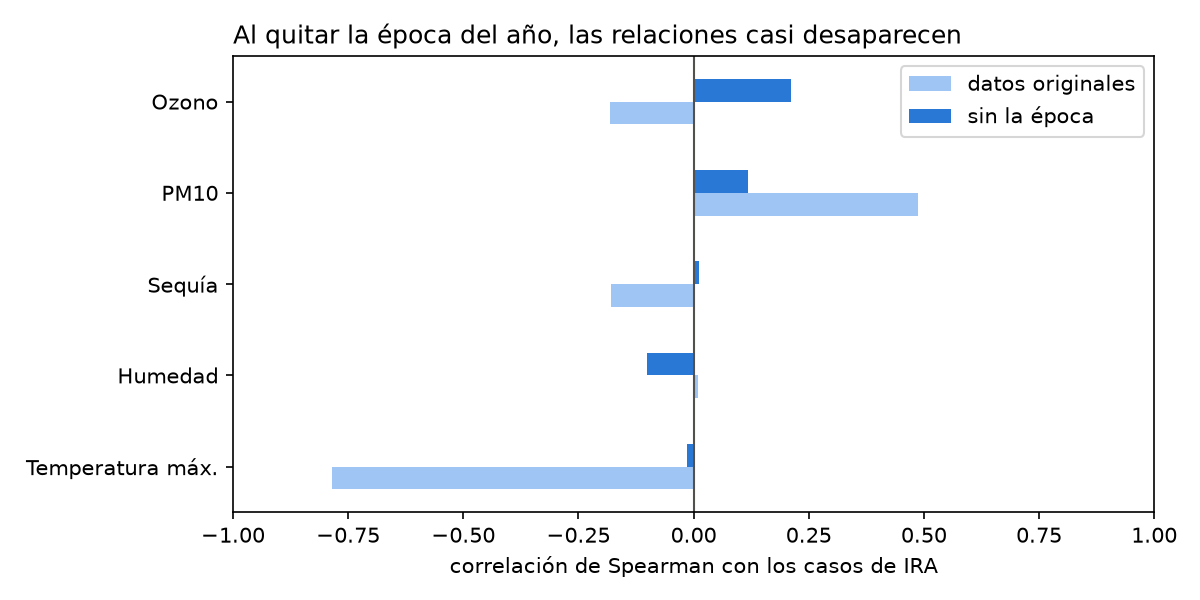 Al quitar la época del año, las relaciones casi desaparecen
datos originales
sin la época
Ozono
PM10
Sequía
Humedad
Temperatura máx.
−1.00 −0.75 −0.50 −0.25 0.00 0.25 0.50 0.75 1.00
correlación de Spearman con los casos de IRA